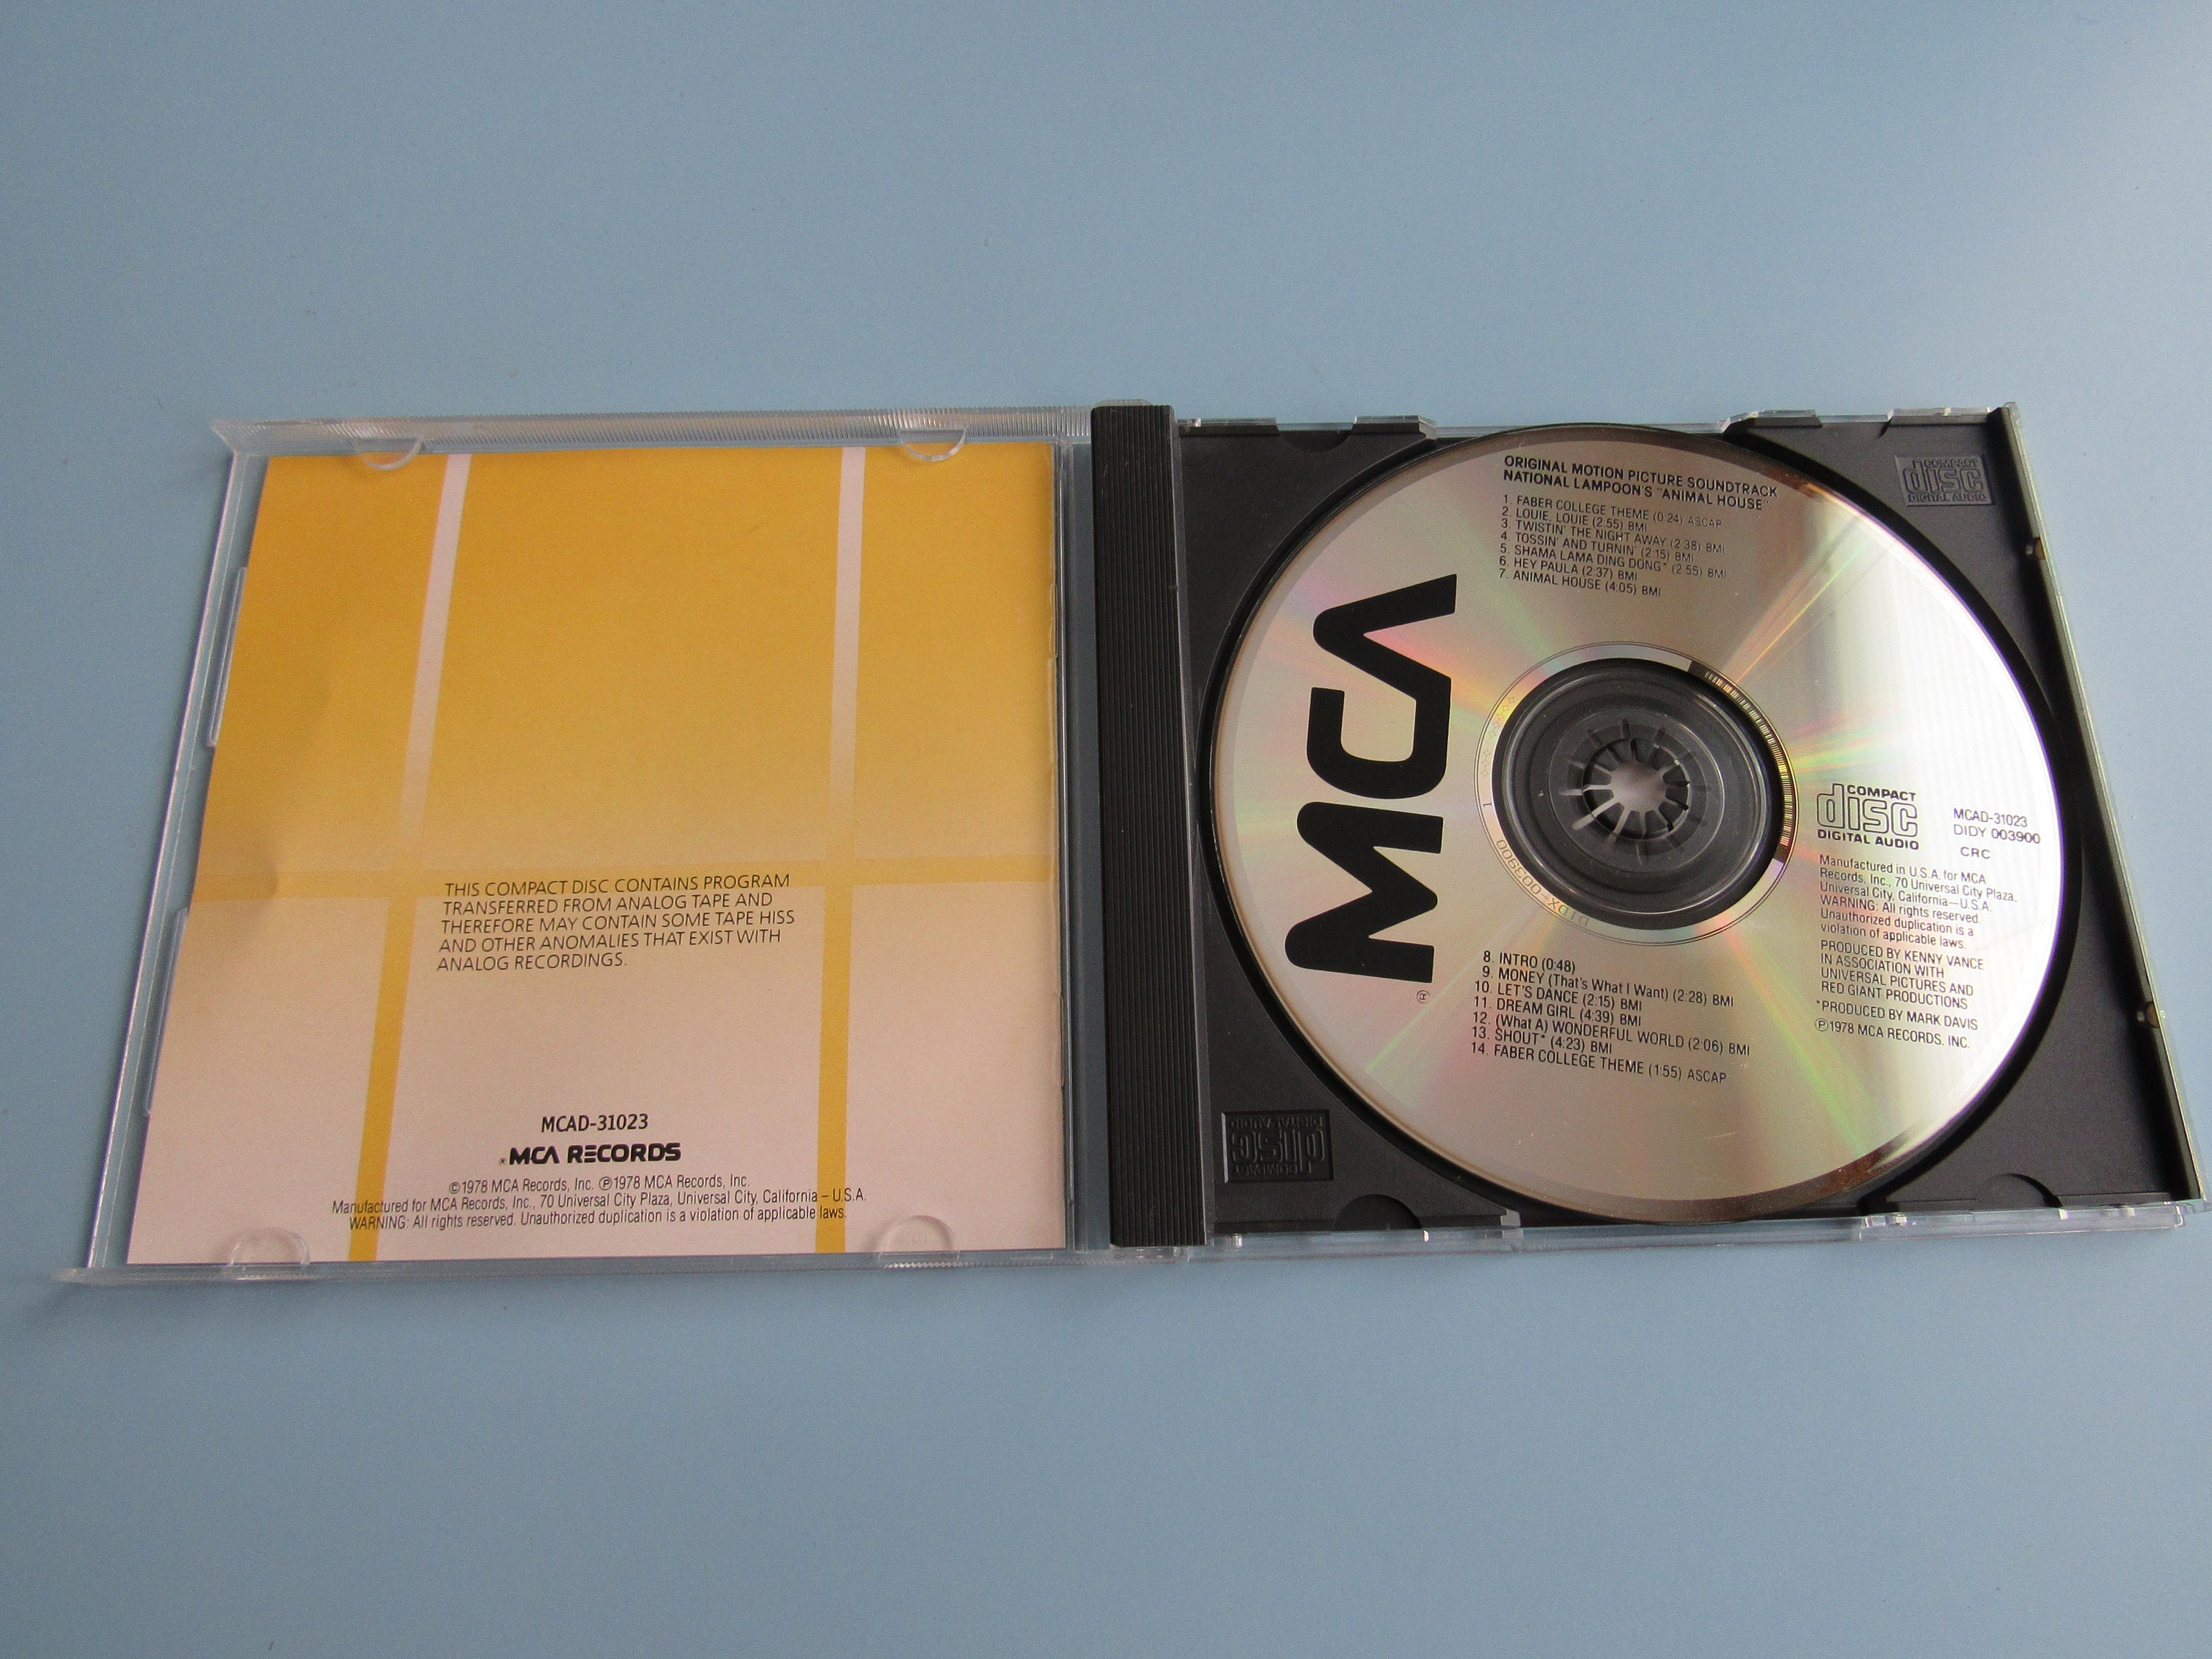 THIS COMPACT DISC CONTAINS PROGRAM
TRANSFERRED FROM ANALOG TAPE AND
THEREFORE MAY CONTAIN SOME TAPE HISS
AND OTHER ANOMALIES THAT EXIST WITH
ANALOG RECORDINGS.
MCAD-31023
MCA RECORDS
©1978 MCA Records, Inc. ℗1978 MCA Records, Inc.
Manufactured for MCA Records, Inc., 70 Universal City Plaza, Universal City, California – U.S.A.
WARNING: All rights reserved. Unauthorized duplication is a violation of applicable laws.
ORIGINAL MOTION PICTURE SOUNDTRACK
NATIONAL LAMPOON'S "ANIMAL HOUSE"
1. FABER COLLEGE THEME (0:24) ASCAP
2. LOUIE, LOUIE (2:55) BMI
3. TWISTIN' THE NIGHT AWAY (2:38) BMI
4. TOSSIN' AND TURNIN' (2:15) BMI
5. SHAMA LAMA DING DONG* (2:55) BMI
6. HEY PAULA (2:37) BMI
7. ANIMAL HOUSE (4:05) BMI
MCA®
COMPACT
disc
DIGITAL AUDIO
MCAD-31023
DIDY 003900
CRC
Manufactured in U.S.A. for MCA
Records, Inc., 70 Universal City Plaza,
Universal City, California—U.S.A.
WARNING: All rights reserved.
Unauthorized duplication is a
violation of applicable laws.
PRODUCED BY KENNY VANCE
IN ASSOCIATION WITH
UNIVERSAL PICTURES AND
RED GIANT PRODUCTIONS
*PRODUCED BY MARK DAVIS
℗1978 MCA RECORDS, INC.
8. INTRO (0:48)
9. MONEY (That's What I Want) (2:28) BMI
10. LET'S DANCE (2:15) BMI
11. DREAM GIRL (4:39) BMI
12. (What A) WONDERFUL WORLD (2:06) BMI
13. SHOUT* (4:23) BMI
14. FABER COLLEGE THEME (1:55) ASCAP
DIDX-003900 1
COMPACT
disc
DIGITAL AUDIO
COMPACT
disc
DIGITAL AUDIO